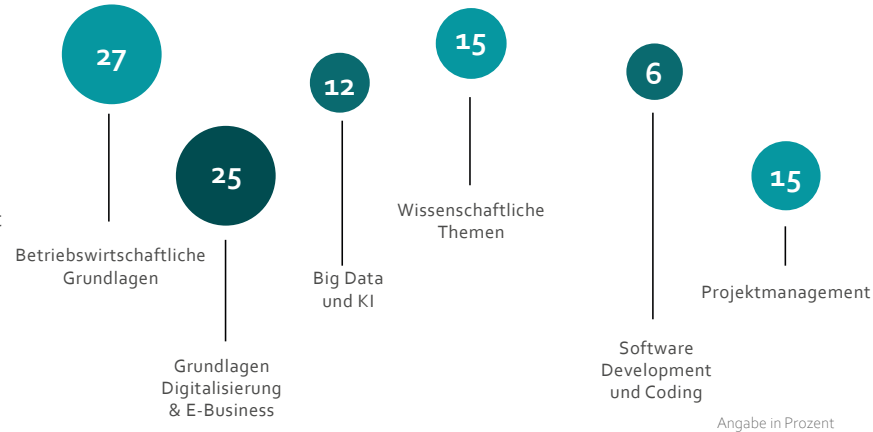 27
Betriebswirtschaftliche
Grundlagen
25
Grundlagen
Digitalisierung
& E-Business
12
Big Data
und KI
15
Wissenschaftliche
Themen
6
Software
Development
und Coding
15
Projektmanagement
Angabe in Prozent